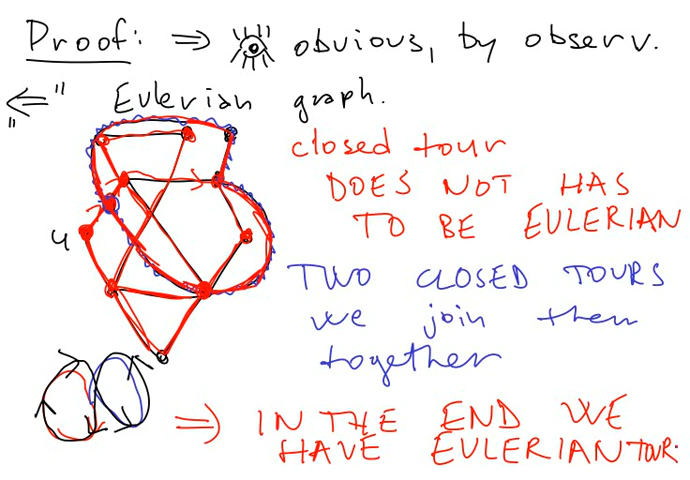 Proof: ⇒ obvious, by observ.
"⇐" Eulerian graph.
closed tour
DOES NOT HAS
TO BE EULERIAN
u
TWO CLOSED TOURS
we join them
together
⇒ IN THE END WE
HAVE EULERIAN TOUR.